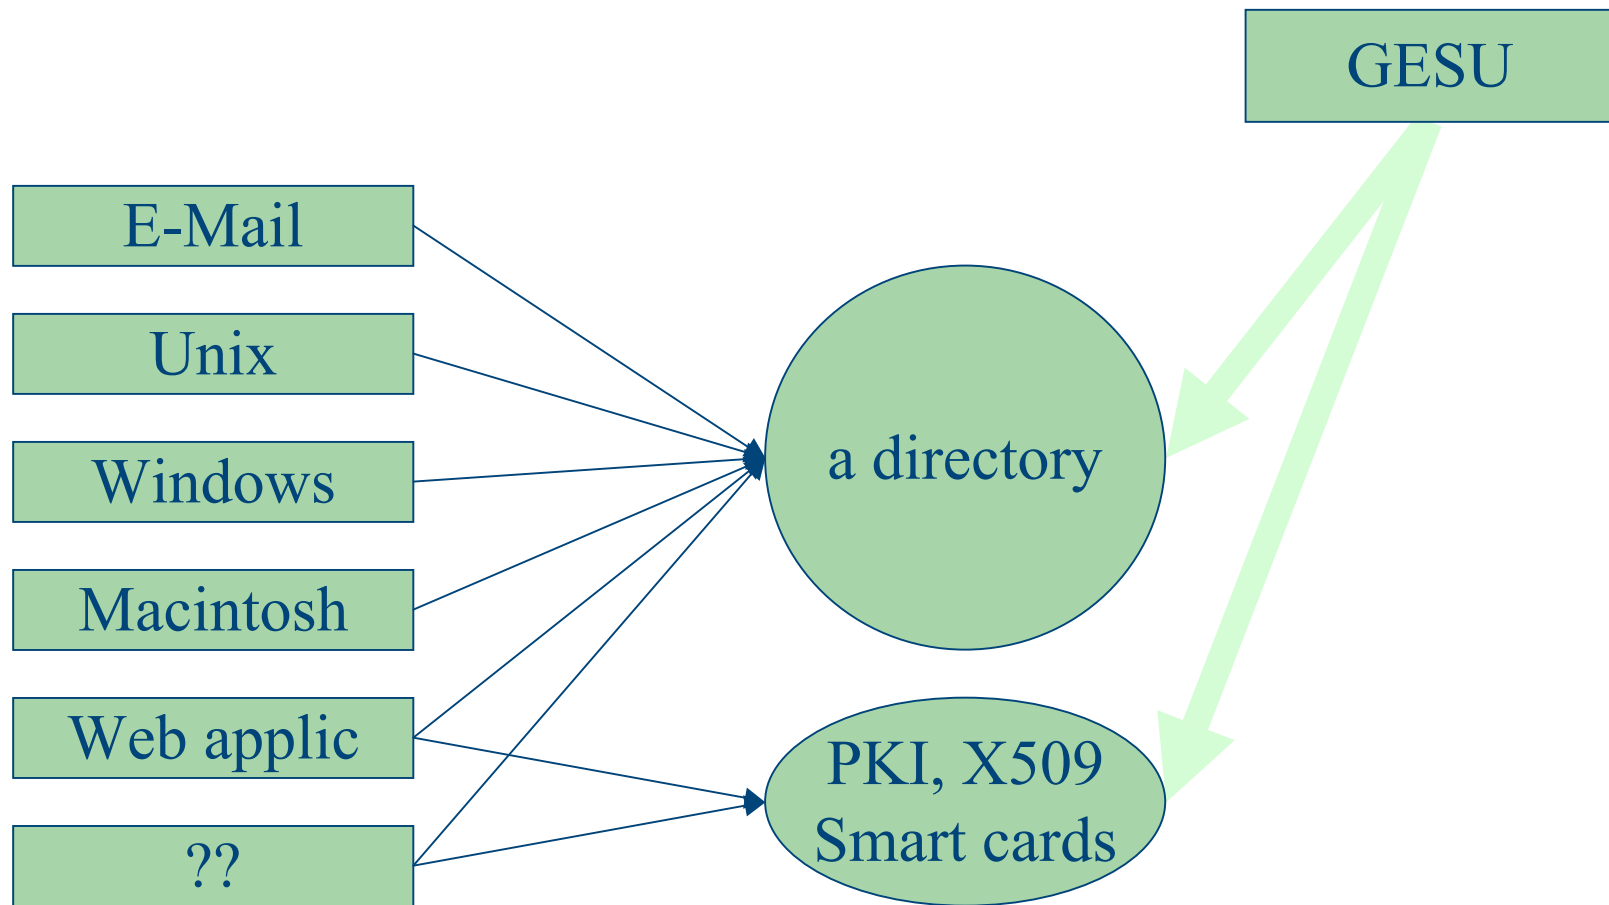 GESU
E-Mail
Unix
Windows
Macintosh
Web applic
??
a directory
PKI, X509
Smart cards